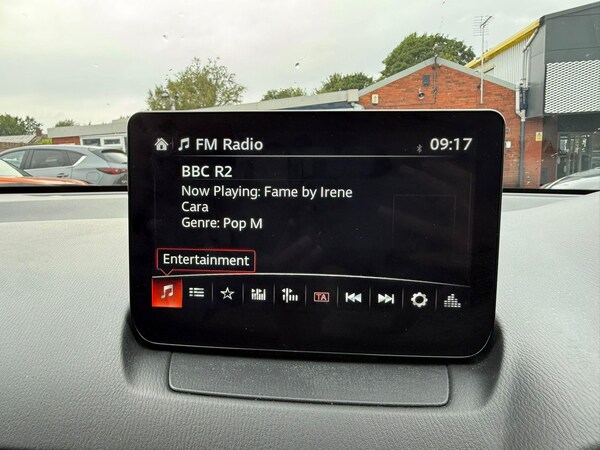 FM Radio
09:17
BBC R2
Now Playing: Fame by Irene
Cara
Genre: Pop M
Entertainment
TA